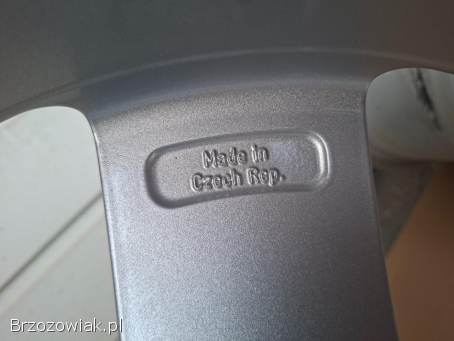 Made in
Czech Rep.
Brzozowiak.pl